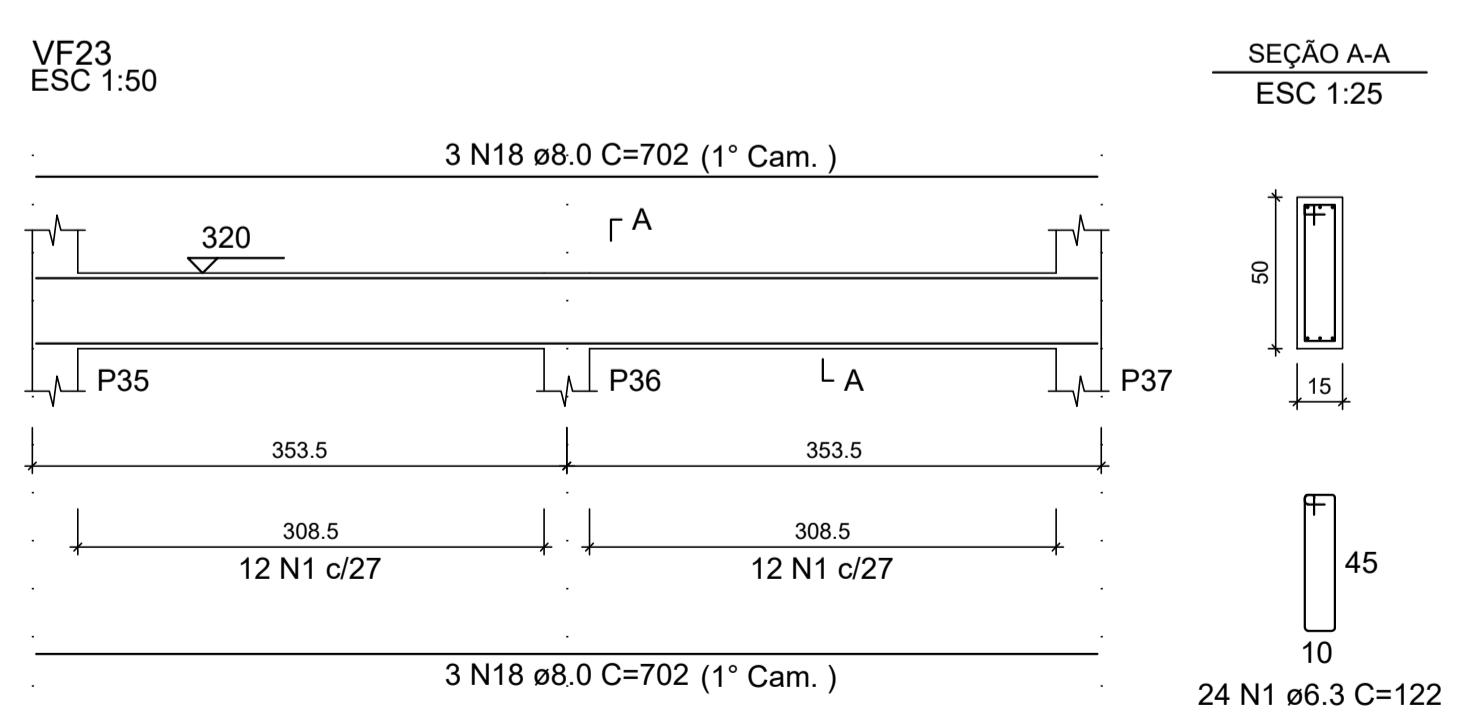 VF23
ESC 1:50
SEÇÃO A-A
ESC 1:25
3 N18 ø8.0 C=702 (1° Cam. )
A
320
50
P35
P36
A
P37
15
353.5
353.5
308.5
308.5
12 N1 c/27
12 N1 c/27
45
10
3 N18 ø8.0 C=702 (1° Cam. )
24 N1 ø6.3 C=122